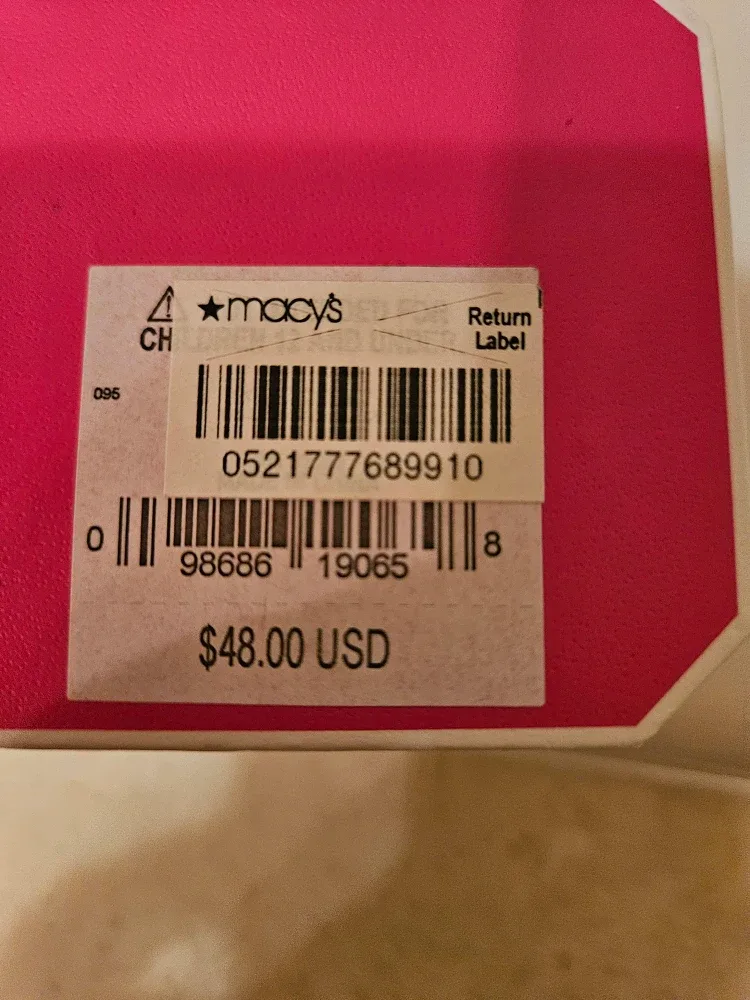 ⚠ ★macy's
Return
Label
CH
095
0521777689910
0 98686 19065 8
$48.00 USD